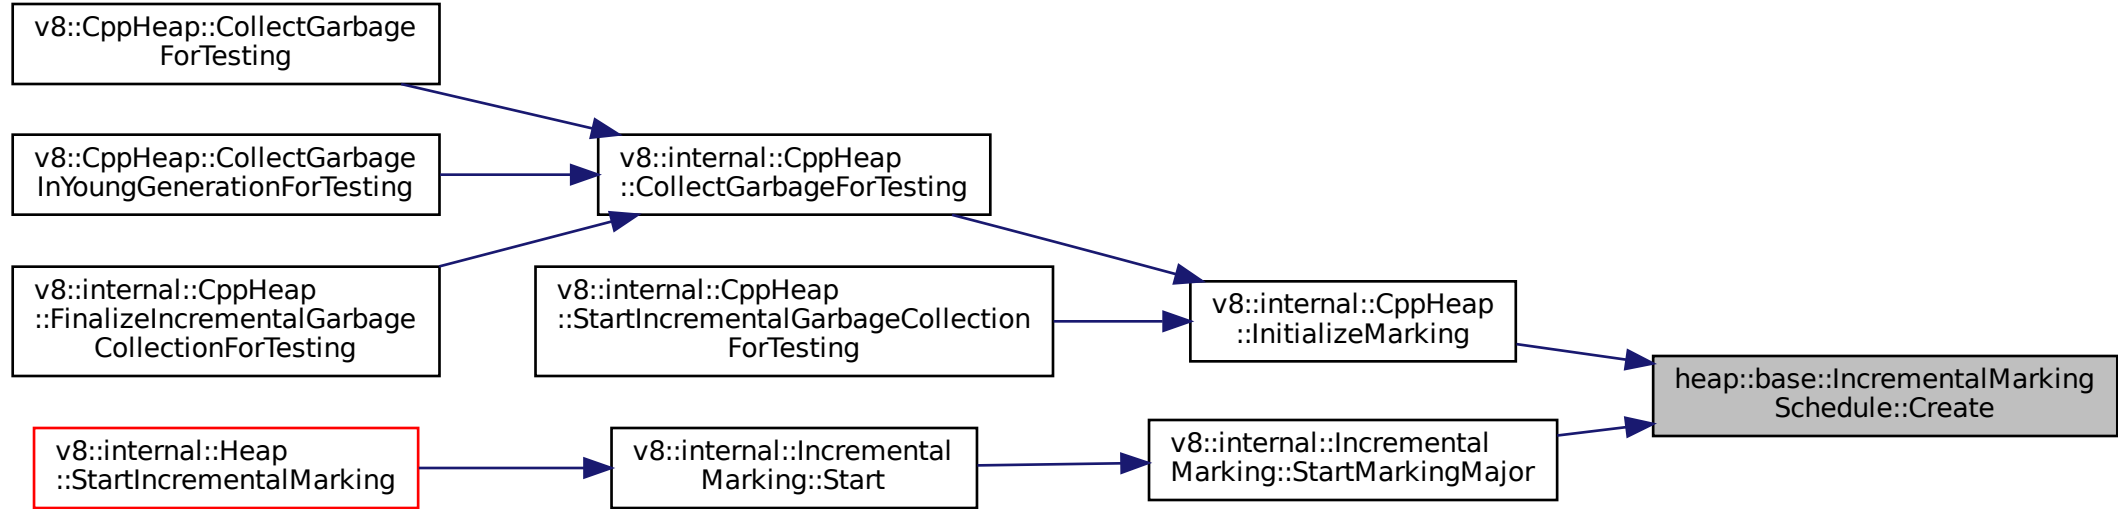 v8::CppHeap::CollectGarbage
ForTesting
v8::CppHeap::CollectGarbage
InYoungGenerationForTesting
v8::internal::CppHeap
::FinalizeIncrementalGarbage
CollectionForTesting
v8::internal::Heap
::StartIncrementalMarking
v8::internal::CppHeap
::CollectGarbageForTesting
v8::internal::CppHeap
::StartIncrementalGarbageCollection
ForTesting
v8::internal::Incremental
Marking::Start
v8::internal::CppHeap
::InitializeMarking
v8::internal::Incremental
Marking::StartMarkingMajor
heap::base::IncrementalMarking
Schedule::Create